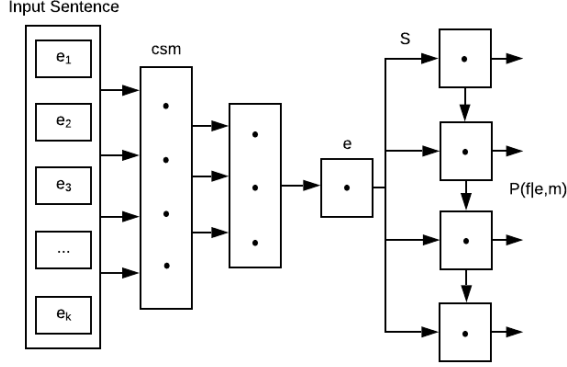 Input Sentence
e₁
e₂
e₃
...
eₖ
csm
e
S
P(f|e,m)